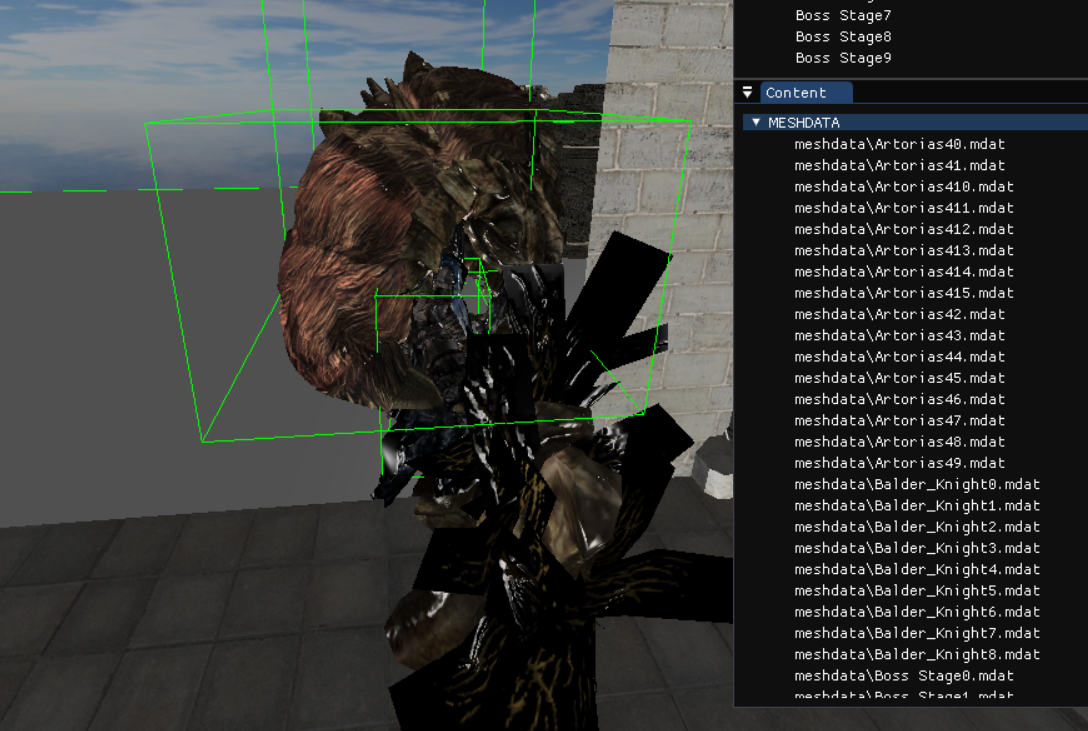 Boss Stage7
Boss Stage8
Boss Stage9
Content
MESHDATA
meshdata\Artorias40.mdat
meshdata\Artorias41.mdat
meshdata\Artorias410.mdat
meshdata\Artorias411.mdat
meshdata\Artorias412.mdat
meshdata\Artorias413.mdat
meshdata\Artorias414.mdat
meshdata\Artorias415.mdat
meshdata\Artorias42.mdat
meshdata\Artorias43.mdat
meshdata\Artorias44.mdat
meshdata\Artorias45.mdat
meshdata\Artorias46.mdat
meshdata\Artorias47.mdat
meshdata\Artorias48.mdat
meshdata\Artorias49.mdat
meshdata\Balder_Knight0.mdat
meshdata\Balder_Knight1.mdat
meshdata\Balder_Knight2.mdat
meshdata\Balder_Knight3.mdat
meshdata\Balder_Knight4.mdat
meshdata\Balder_Knight5.mdat
meshdata\Balder_Knight6.mdat
meshdata\Balder_Knight7.mdat
meshdata\Balder_Knight8.mdat
meshdata\Boss Stage0.mdat
meshdata\Boss Stage1.mdat